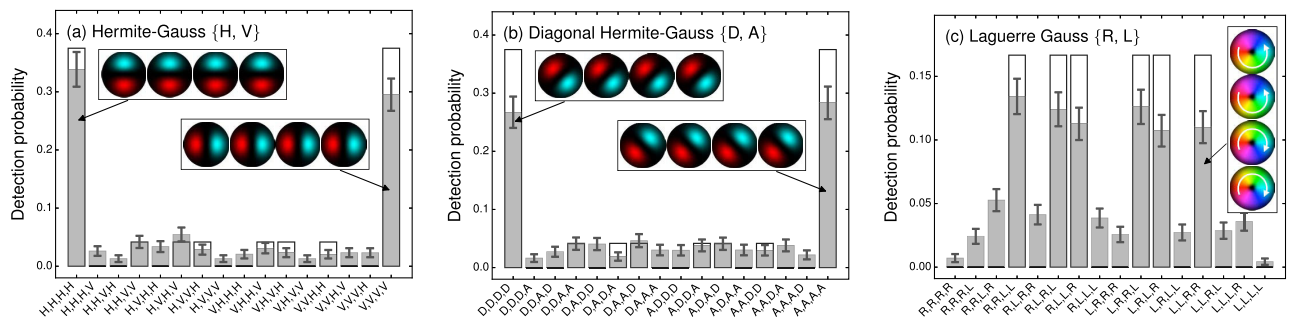 (a) Hermite-Gauss {H, V}
Detection probability
0.4
0.3
0.2
0.1
0.0
H,H,H,H
H,H,H,V
H,H,V,H
H,H,V,V
H,V,H,H
H,V,H,V
H,V,V,H
H,V,V,V
V,H,H,H
V,H,H,V
V,H,V,H
V,H,V,V
V,V,H,H
V,V,H,V
V,V,V,H
V,V,V,V
(b) Diagonal Hermite-Gauss {D, A}
Detection probability
0.4
0.3
0.2
0.1
0.0
D,D,D,D
D,D,D,A
D,D,A,D
D,D,A,A
D,A,D,D
D,A,D,A
D,A,A,D
D,A,A,A
A,D,D,D
A,D,D,A
A,D,A,D
A,D,A,A
A,A,D,D
A,A,D,A
A,A,A,D
A,A,A,A
(c) Laguerre Gauss {R, L}
Detection probability
0.15
0.10
0.05
0.00
R,R,R,R
R,R,R,L
R,R,L,R
R,R,L,L
R,L,R,R
R,L,R,L
R,L,L,R
R,L,L,L
L,R,R,R
L,R,R,L
L,R,L,R
L,R,L,L
L,L,R,R
L,L,R,L
L,L,L,R
L,L,L,L